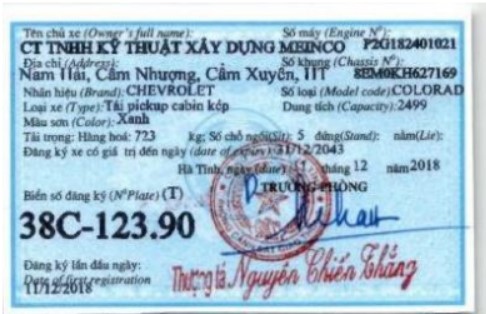 Tên chủ xe (Owner's full name): Số máy (Engine N°):
CT TNHH KỸ THUẬT XÂY DỰNG MEINCO P2G182401021
Địa chỉ (Address): Số khung (Chassis N°):
Nam Hải, Cẩm Nhượng, Cẩm Xuyên, HT 8EM0KH627169
Nhãn hiệu (Brand): CHEVROLET Số loại (Model code) COLORAD
Loại xe (Type): Tải pickup cabin kép Dung tích (Capacity): 2499
Màu sơn (Color): Xanh
Tải trọng: Hàng hoá: 723 kg; Số chỗ ngồi(Sit): 5 đứng(Stand): nằm(Lie):
Đăng ký xe có giá trị đến ngày (date of expiry) 31/12/2043
Hà Tĩnh, ngày (date) 11 tháng 12 năm 2018
Biển số đăng ký (N°Plate) (T) P.TRƯỞNG PHÒNG
38C-123.90
Đăng ký lần đầu ngày:
Date of first registration
11/12/2018
Thượng tá Nguyễn Chiến Thắng